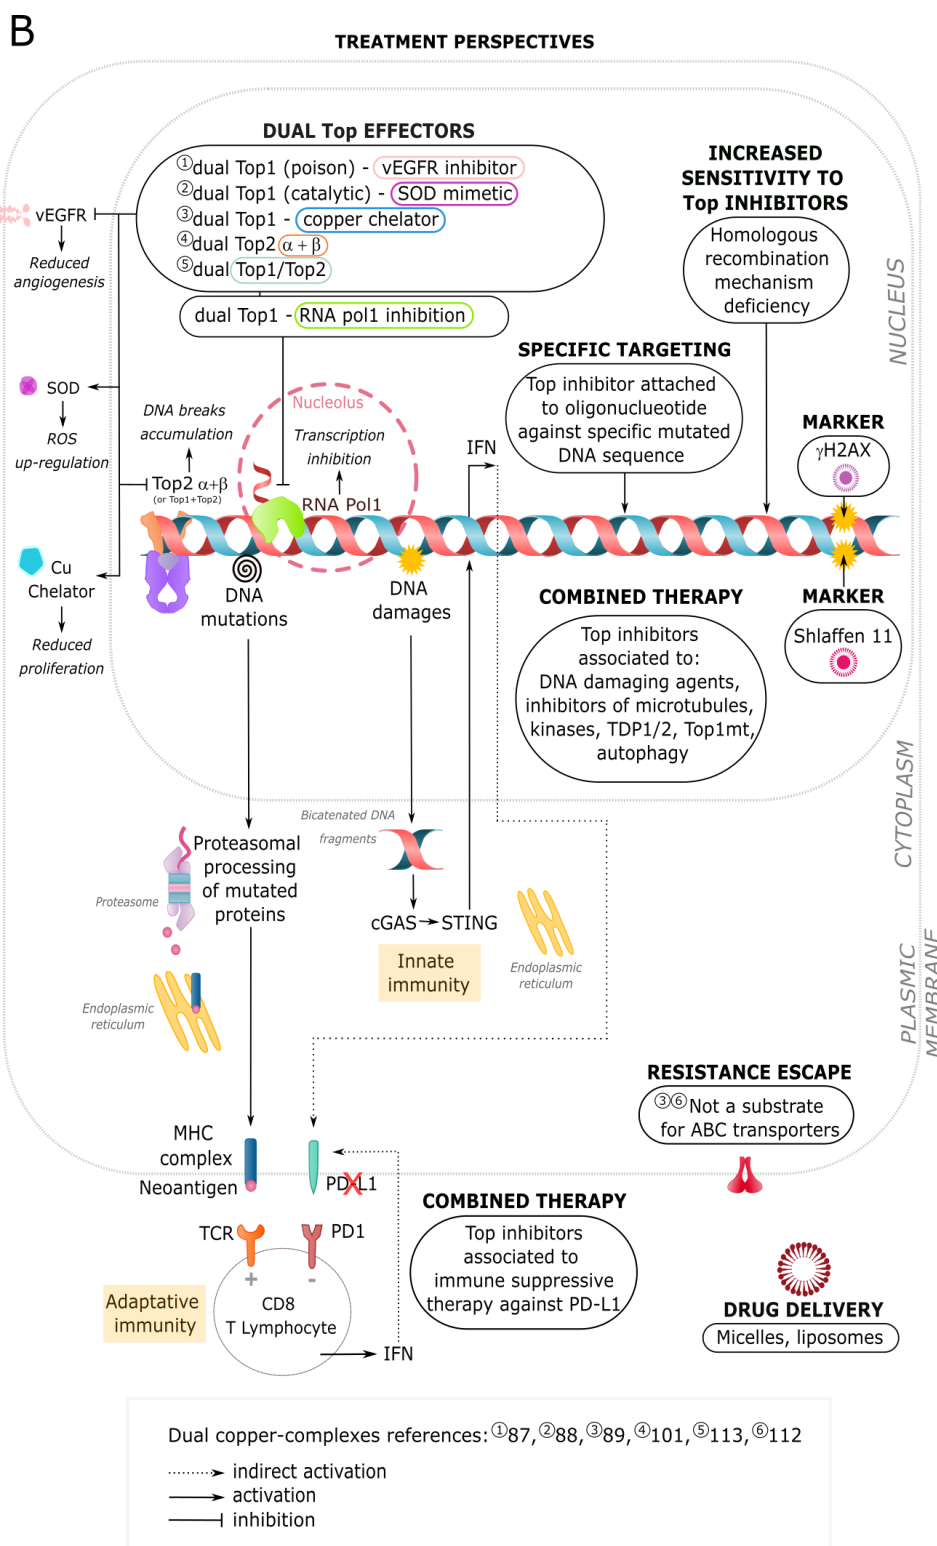 B
TREATMENT PERSPECTIVES
DUAL Top EFFECTORS
①dual Top1 (poison) - vEGFR inhibitor
②dual Top1 (catalytic) - SOD mimetic
③dual Top1 - copper chelator
④dual Top2 α + β
⑤dual Top1/Top2
dual Top1 - RNA pol1 inhibition
INCREASED
SENSITIVITY TO
Top INHIBITORS
Homologous
recombination
mechanism
deficiency
NUCLEUS
vEGFR
Reduced
angiogenesis
SOD
ROS
up-regulation
DNA breaks
accumulation
Top2 α+β
(or Top1+Top2)
Nucleolus
Transcription
inhibition
RNA Pol1
IFN
SPECIFIC TARGETING
Top inhibitor attached
to oligonucleotide
against specific mutated
DNA sequence
MARKER
γH2AX
Cu
Chelator
Reduced
proliferation
DNA
mutations
DNA
damages
COMBINED THERAPY
Top inhibitors
associated to:
DNA damaging agents,
inhibitors of microtubules,
kinases, TDP1/2, Top1mt,
autophagy
MARKER
Shlaffen 11
CYTOPLASM
Bicatenated DNA
fragments
Proteasomal
processing
of mutated
proteins
Proteasome
cGAS
STING
Innate
immunity
Endoplasmic
reticulum
Endoplasmic
reticulum
PLASMIC
MEMBRANE
RESISTANCE ESCAPE
③⑥Not a substrate
for ABC transporters
MHC
complex
Neoantigen
PD-L1
TCR
PD1
+
-
CD8
T Lymphocyte
Adaptative
immunity
IFN
COMBINED THERAPY
Top inhibitors
associated to
immune suppressive
therapy against PD-L1
DRUG DELIVERY
Micelles, liposomes
Dual copper-complexes references: ①87, ②88, ③89, ④101, ⑤113, ⑥112
indirect activation
activation
inhibition